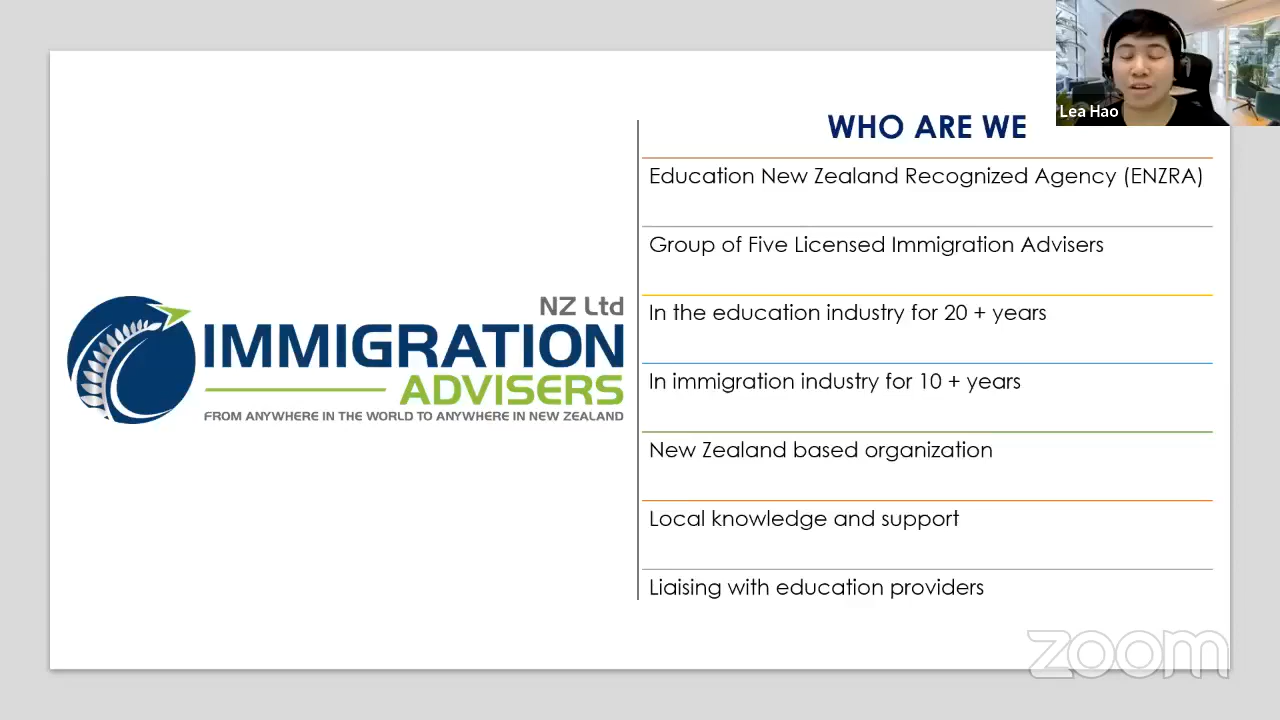 NZ Ltd
IMMIGRATION
ADVISERS
FROM ANYWHERE IN THE WORLD TO ANYWHERE IN NEW ZEALAND
WHO ARE WE
Education New Zealand Recognized Agency (ENZRA)
Group of Five Licensed Immigration Advisers
In the education industry for 20 + years
In immigration industry for 10 + years
New Zealand based organization
Local knowledge and support
Liaising with education providers
Lea Hao
zoom